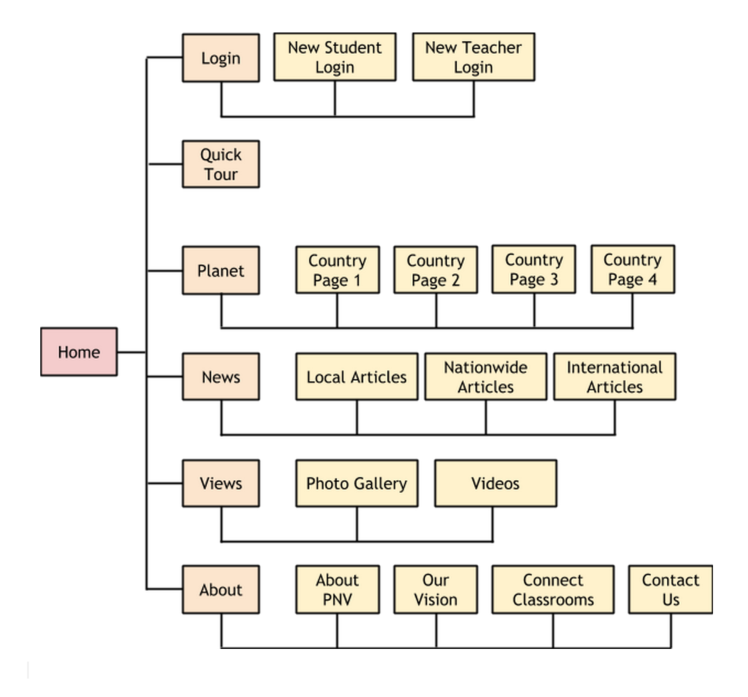 Login
New Student
Login
New Teacher
Login
Quick
Tour
Planet
Country
Page 1
Country
Page 2
Country
Page 3
Country
Page 4
Home
News
Local Articles
Nationwide
Articles
International
Articles
Views
Photo Gallery
Videos
About
About
PNV
Our
Vision
Connect
Classrooms
Contact
Us